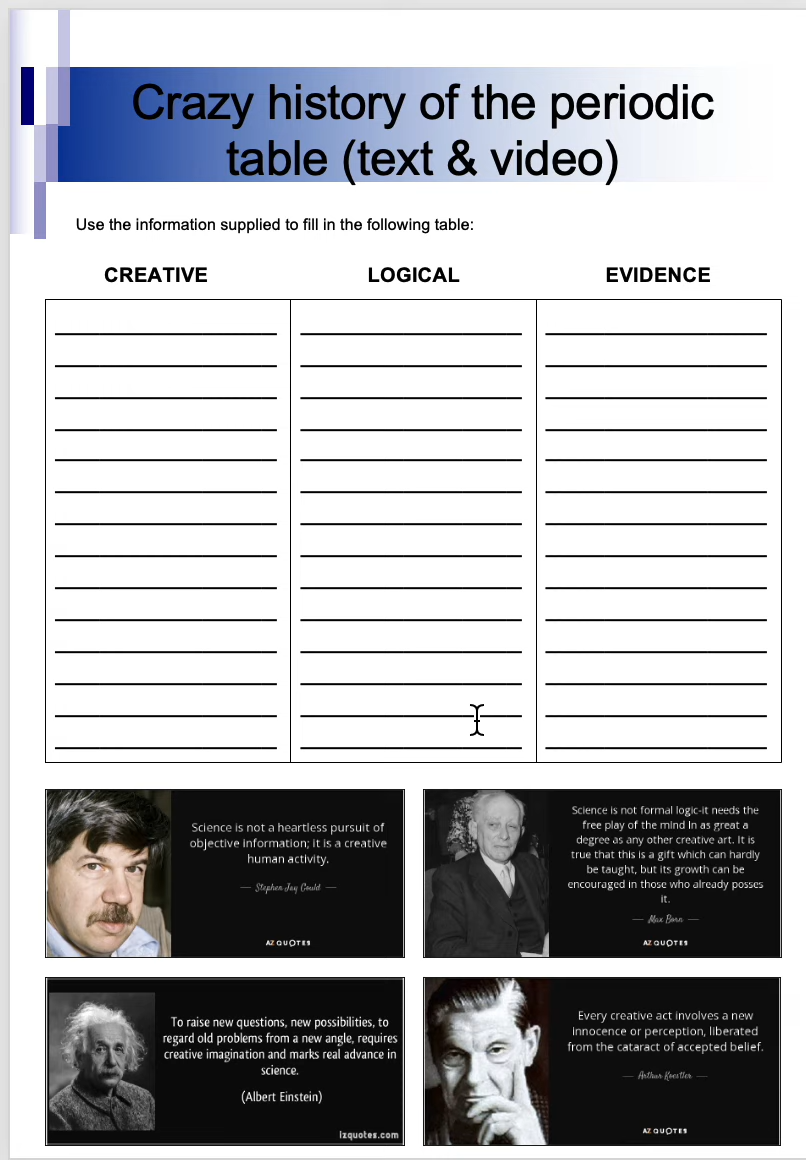 Crazy history of the periodic
table (text & video)
Use the information supplied to fill in the following table:
CREATIVE LOGICAL EVIDENCE
Science is not a heartless pursuit of
objective information; it is a creative
human activity.
Stephen Jay Gould
AZ QUOTES
Science is not formal logic-it needs the
free play of the mind in as great a
degree as any other creative art. It is
true that this is a gift which can hardly
be taught, but its growth can be
encouraged in those who already posses
it.
Max Born
AZ QUOTES
To raise new questions, new possibilities, to
regard old problems from a new angle, requires
creative imagination and marks real advance in
science.
(Albert Einstein)
izquotes.com
Every creative act involves a new
innocence or perception, liberated
from the cataract of accepted belief.
Arthur Koestler
AZ QUOTES